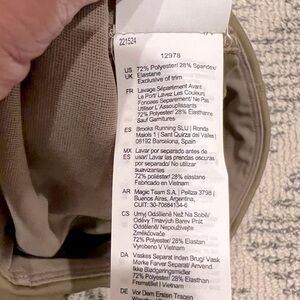 221524
12978
US 72% Polyester/ 28% Spandex
UK Elastane
Exclusive of trim
FR Lavage Séparément Avant
Le Port/ Lavez Les Couleurs
Foncées Séparément/ Ne Pas
Utiliser L'Assouplissants
72% Polyester/ 28% Elasthanne
Sauf Garnitures
ES Brooks Running SLU | Ronda
Maiols 1 | Sant Quirze del Valles |
08192 Barcelona, Spain
MX Lavar por separado antes de
ES usar/ Lavar las prendas oscuras
por separado/ No utilizar
suavizantes
72% poliéster/ 28% elastano
Fabricado en Vietnam
AR Magic Team S.A. | Pelliza 3798 |
Buenos Aires, Argentina,
CUIT: 30-70684134-6
CS Umy Oddělené Než Na Sobě/
Oděvy Tmavých Barev Prát
Odděleně/ Nepoužívejte
Změkčovače
72% Polyester/ 28% Elastan
Vyrobeno V Vietnam
DA Vaskes Separat Inden Brug/ Vask
Mørke Farver Separat/ Anvend
Ikke Blødgøringsmidler
72% Polyester/ 28% Elasthan
Fremstillet I Vietnam
DE Vor Dem Ersten Tragen